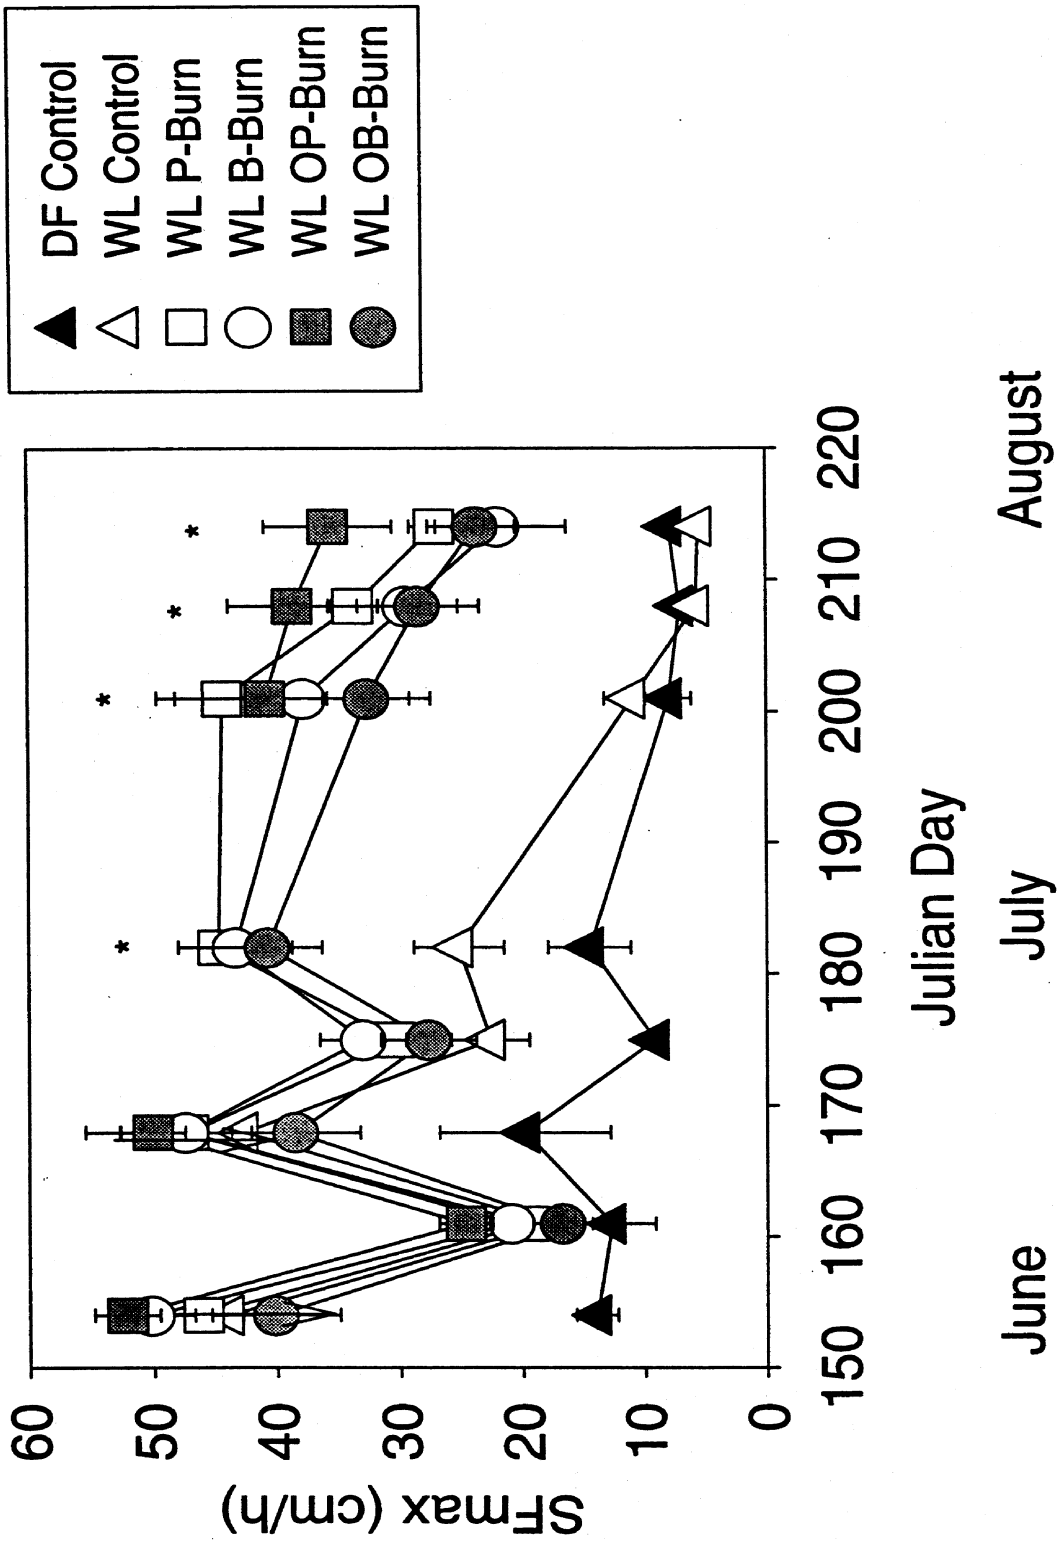 DF Control
WL Control
WL P-Burn
WL B-Burn
WL OP-Burn
WL OB-Burn
SFmax (cm/h)
60
50
40
30
20
10
0
* * * *
150 160 170 180 190 200 210 220
Julian Day
June July August